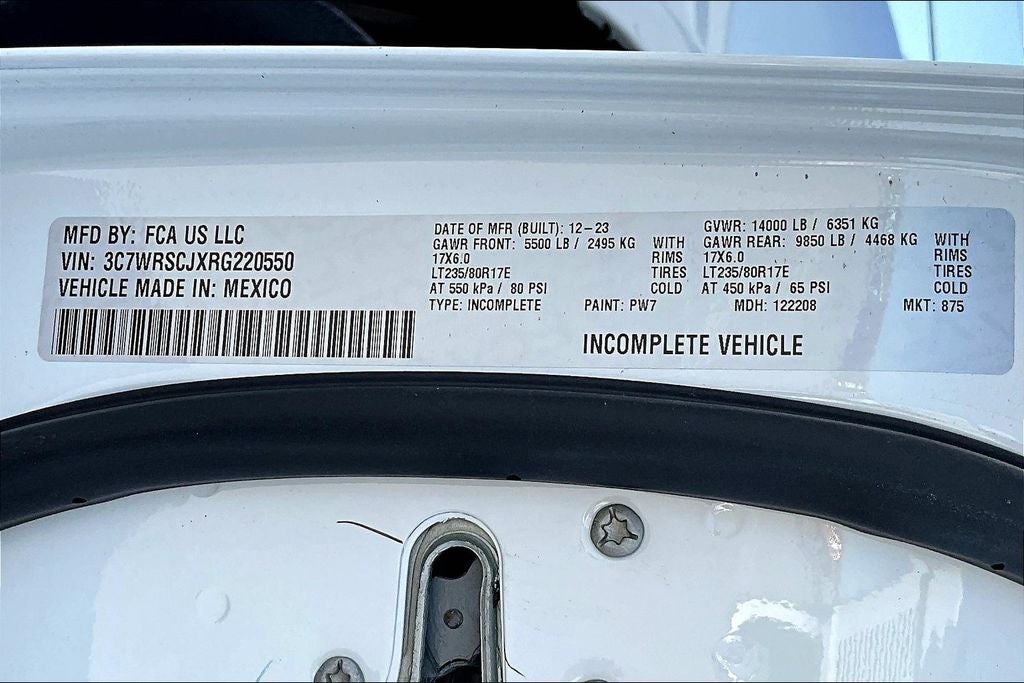 MFD BY: FCA US LLC
VIN: 3C7WRSCJXRG220550
VEHICLE MADE IN: MEXICO
DATE OF MFR (BUILT): 12-23
GAWR FRONT: 5500 LB / 2495 KG WITH
17X6.0 RIMS
LT235/80R17E TIRES
AT 550 kPa / 80 PSI COLD
GVWR: 14000 LB / 6351 KG
GAWR REAR: 9850 LB / 4468 KG WITH
17X6.0 RIMS
LT235/80R17E TIRES
AT 450 kPa / 65 PSI COLD
TYPE: INCOMPLETE PAINT: PW7 MDH: 122208 MKT: 875
INCOMPLETE VEHICLE